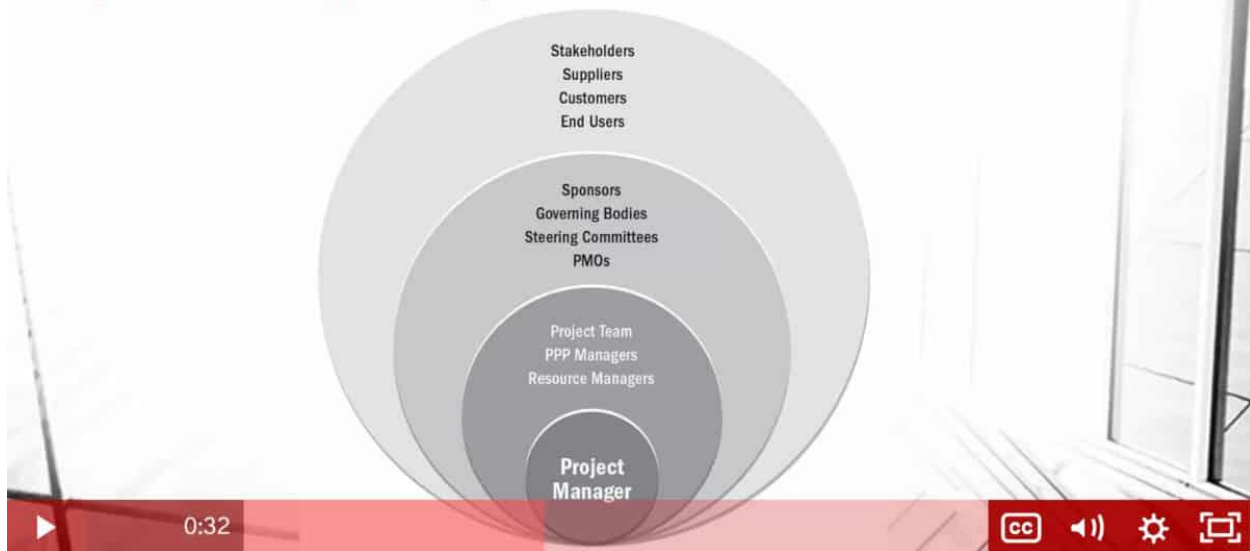 Stakeholders
Suppliers
Customers
End Users
Sponsors
Governing Bodies
Steering Committees
PMOs
Project Team
PPP Managers
Resource Managers
Project
Manager
0:32
CC